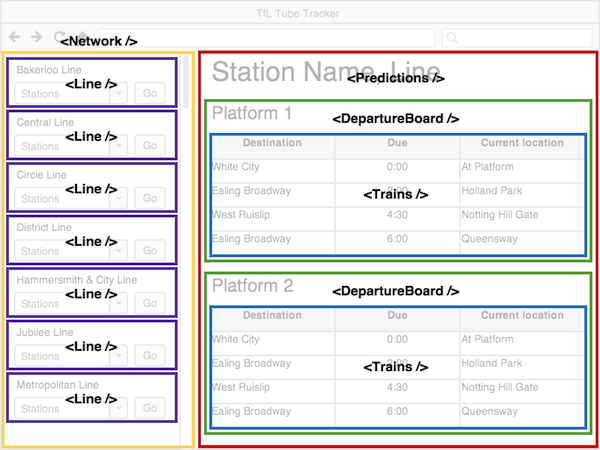 TfL Tube Tracker
<Network />
Bakerloo Line
Stations Go
<Line />
Central Line
Stations Go
<Line />
Circle Line
Stations Go
<Line />
District Line
Stations Go
<Line />
Hammersmith & City Line
Stations Go
<Line />
Jubilee Line
Stations Go
<Line />
Metropolitan Line
Stations Go
<Line />
Station Name, Line
<Predictions />
Platform 1
<DepartureBoard />
Destination Due Current location
White City 0:00 At Platform
Ealing Broadway Holland Park
<Trains />
West Ruislip 4:30 Notting Hill Gate
Ealing Broadway 6:00 Queensway
Platform 2
<DepartureBoard />
Destination Due Current location
White City 0:00 At Platform
Ealing Broadway Holland Park
<Trains />
West Ruislip 4:30 Notting Hill Gate
Ealing Broadway 6:00 Queensway